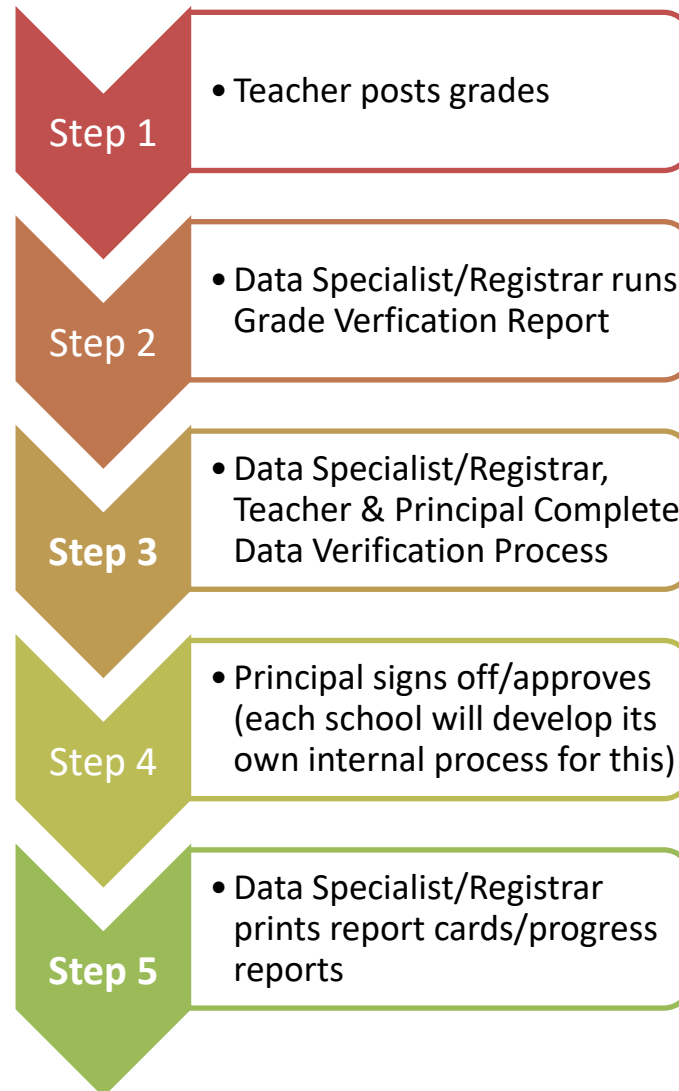 Step 1
• Teacher posts grades
Step 2
• Data Specialist/Registrar runs
Grade Verfication Report
Step 3
• Data Specialist/Registrar,
Teacher & Principal Complete
Data Verification Process
Step 4
• Principal signs off/approves
(each school will develop its
own internal process for this)
Step 5
• Data Specialist/Registrar
prints report cards/progress
reports